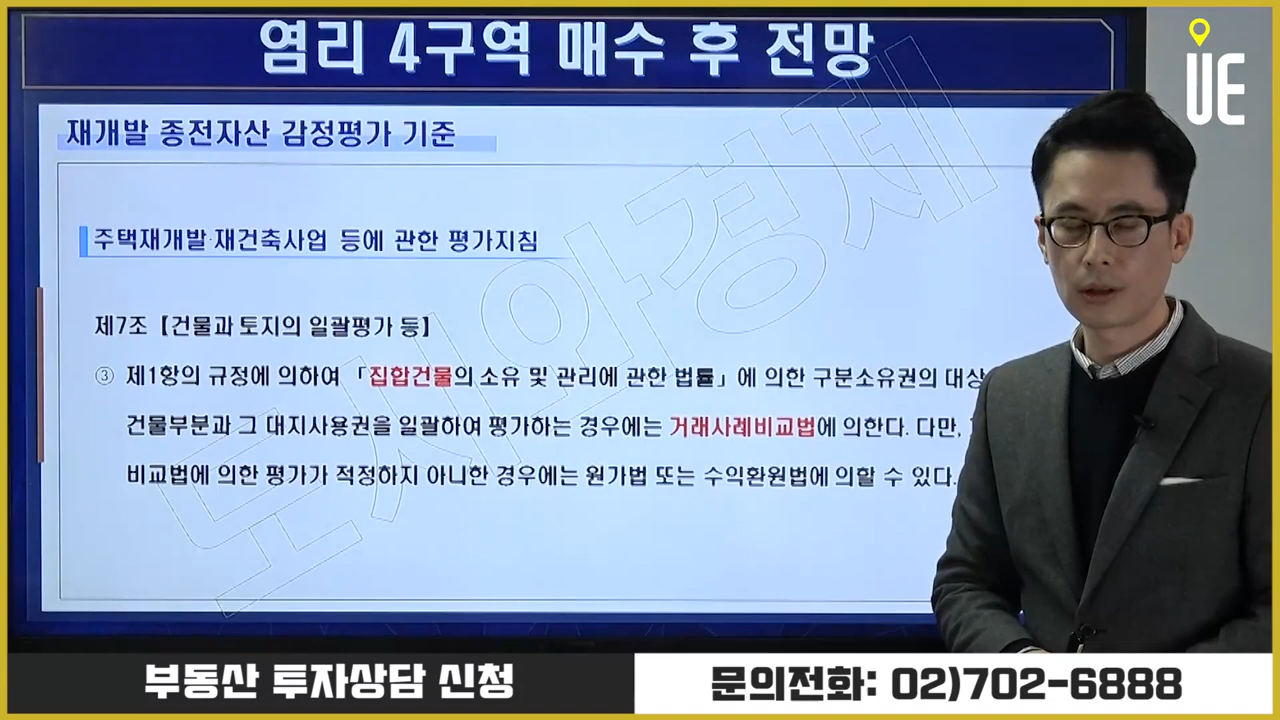 염리 4구역 매수 후 전망
UE
재개발 종전자산 감정평가 기준
주택재개발·재건축사업 등에 관한 평가지침
제7조【건물과 토지의 일괄평가 등】
③ 제1항의 규정에 의하여 「집합건물의 소유 및 관리에 관한 법률」에 의한 구분소유권의 대상
건물부분과 그 대지사용권을 일괄하여 평가하는 경우에는 거래사례비교법에 의한다. 다만,
비교법에 의한 평가가 적정하지 아니한 경우에는 원가법 또는 수익환원법에 의할 수 있다.
도시와경제
부동산 투자상담 신청
문의전화: 02)702-6888